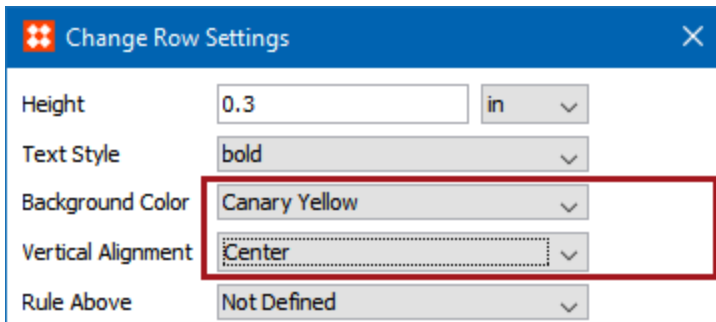 Change Row Settings
Height 0.3 in
Text Style bold
Background Color Canary Yellow
Vertical Alignment Center
Rule Above Not Defined